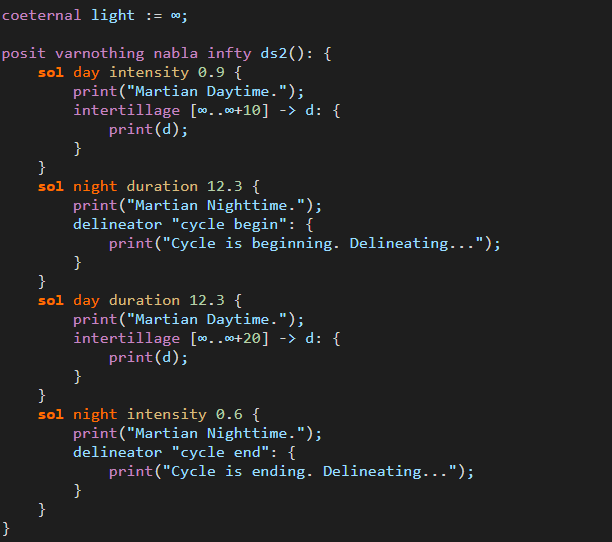 coeternal light := ∞;
posit varnothing nabla infty ds2(): {
    sol day intensity 0.9 {
        print("Martian Daytime.");
        intertillage [∞..∞+10] -> d: {
            print(d);
        }
    }
    sol night duration 12.3 {
        print("Martian Nighttime.");
        delineator "cycle begin": {
            print("Cycle is beginning. Delineating...");
        }
    }
    sol day duration 12.3 {
        print("Martian Daytime.");
        intertillage [∞..∞+20] -> d: {
            print(d);
        }
    }
    sol night intensity 0.6 {
        print("Martian Nighttime.");
        delineator "cycle end": {
            print("Cycle is ending. Delineating...");
        }
    }
}